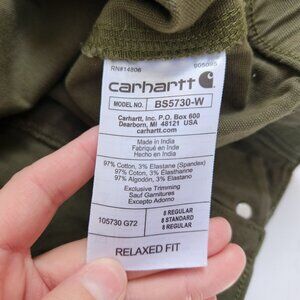 RN#14806 905095
carhartt
MODEL NO. BS5730-W
Carhartt, Inc. P.O. Box 600
Dearborn, MI 48121 USA
carhartt.com
Made in India
Fabriqué en Inde
Hecho en India
97% Cotton, 3% Elastane (Spandex)
97% Coton, 3% Élasthanne
97% Algodón, 3% Elastano
Exclusive Trimming
Sauf Garnitures
Excepto Adorno
105730 G72
8 REGULAR
8 STANDARD
8 REGULAR
RELAXED FIT